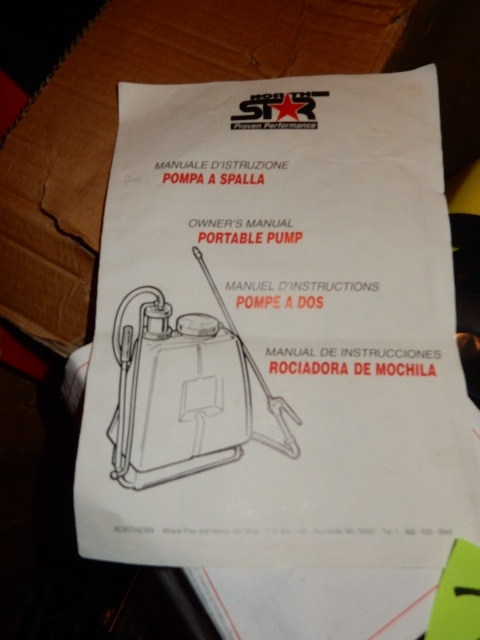 NORTH
STAR
Proven Performance
MANUALE D'ISTRUZIONE
POMPA A SPALLA
OWNER'S MANUAL
PORTABLE PUMP
MANUEL D'INSTRUCTIONS
POMPE A DOS
MANUAL DE INSTRUCCIONES
ROCIADORA DE MOCHILA
NORTHERN